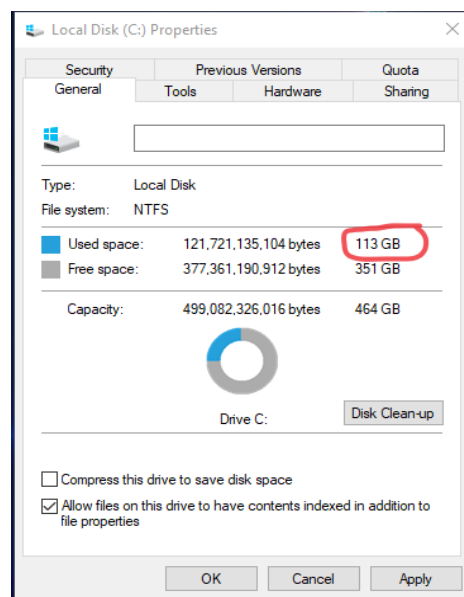 Local Disk (C:) Properties
Security Previous Versions Quota
General Tools Hardware Sharing
Type: Local Disk
File system: NTFS
Used space: 121,721,135,104 bytes 113 GB
Free space: 377,361,190,912 bytes 351 GB
Capacity: 499,082,326,016 bytes 464 GB
Drive C: Disk Clean-up
Compress this drive to save disk space
Allow files on this drive to have contents indexed in addition to
file properties
OK Cancel Apply